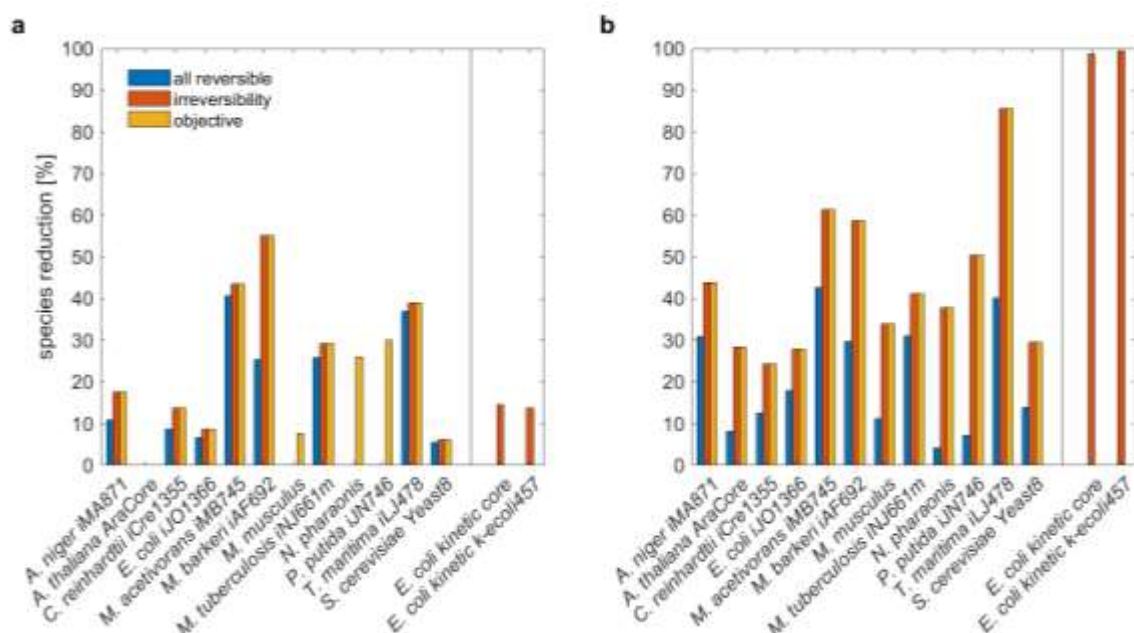 a
100
90
80
70
60
50
40
30
20
10
0
species reduction [%]
all reversible
irreversibility
objective
A. niger iMA871
A. thaliana AraCore
C. reinhardtii iCre1355
E. coli iJO1366
M. acetivorans iMB745
M. barkeri iAF692
M. musculus
M. tuberculosis iNJ661m
N. pharaonis
P. putida iJN746
T. maritima iLJ478
S. cerevisiae Yeast8
E. coli kinetic core
E. coli kinetic k-ecoli457
b
100
90
80
70
60
50
40
30
20
10
0
A. niger iMA871
A. thaliana AraCore
C. reinhardtii iCre1355
E. coli iJO1366
M. acetivorans iMB745
M. barkeri iAF692
M. musculus
M. tuberculosis iNJ661m
N. pharaonis
P. putida iJN746
T. maritima iLJ478
S. cerevisiae Yeast8
E. coli kinetic core
E. coli kinetic k-ecoli457